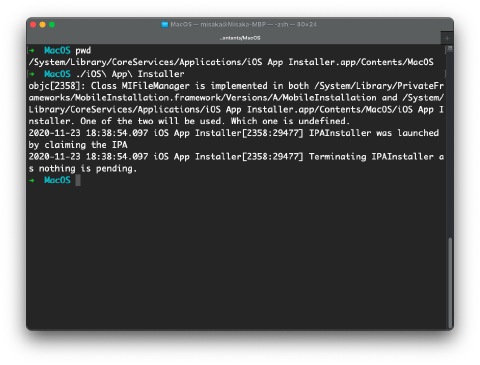 MacOS — misaka@Misaka-MBP — -zsh — 80×24
..ontents/MacOS
+
➜ MacOS pwd
/System/Library/CoreServices/Applications/iOS App Installer.app/Contents/MacOS
➜ MacOS ./iOS\ App\ Installer
objc[2358]: Class MIFileManager is implemented in both /System/Library/PrivateFr
ameworks/MobileInstallation.framework/Versions/A/MobileInstallation and /System/
Library/CoreServices/Applications/iOS App Installer.app/Contents/MacOS/iOS App I
nstaller. One of the two will be used. Which one is undefined.
2020-11-23 18:38:54.097 iOS App Installer[2358:29477] IPAInstaller was launched
by claiming the IPA
2020-11-23 18:38:54.097 iOS App Installer[2358:29477] Terminating IPAInstaller a
s nothing is pending.
➜ MacOS